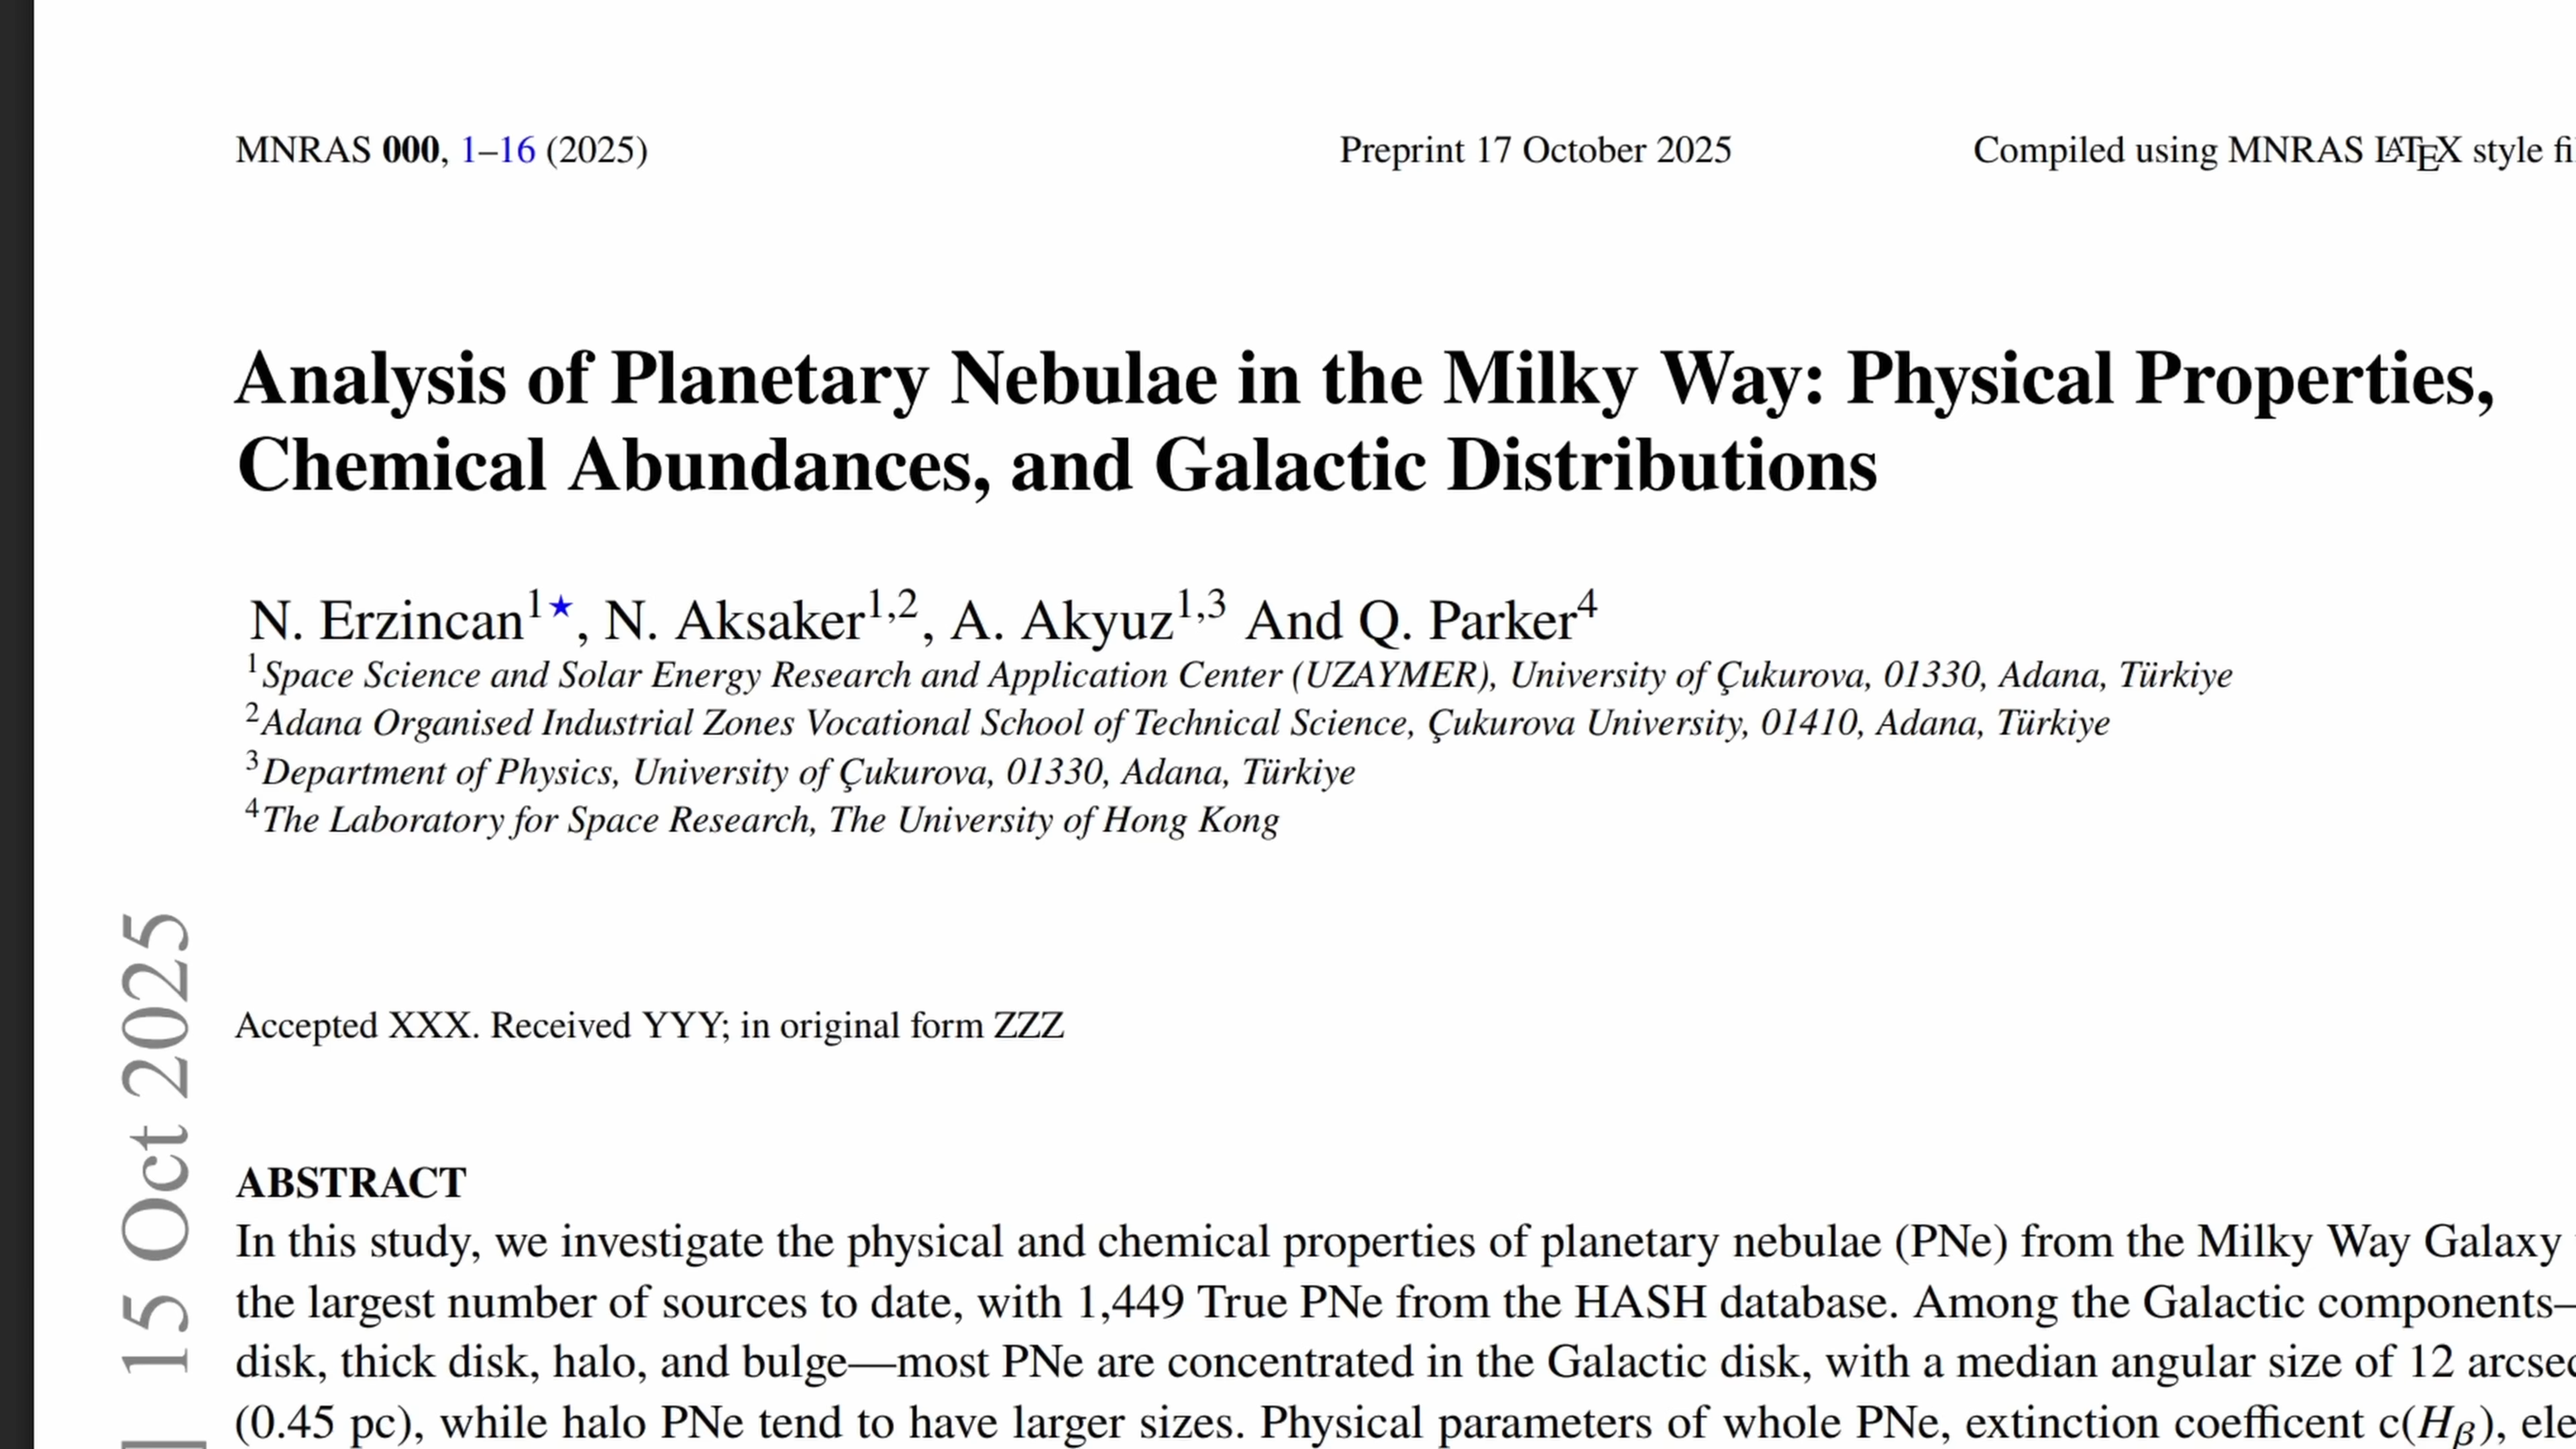 MNRAS 000, 1–16 (2025) Preprint 17 October 2025 Compiled using MNRAS LATEX style
Analysis of Planetary Nebulae in the Milky Way: Physical Properties,
Chemical Abundances, and Galactic Distributions
N. Erzincan1★, N. Aksaker1,2, A. Akyuz1,3 And Q. Parker4
1Space Science and Solar Energy Research and Application Center (UZAYMER), University of Çukurova, 01330, Adana, Türkiye
2Adana Organised Industrial Zones Vocational School of Technical Science, Çukurova University, 01410, Adana, Türkiye
3Department of Physics, University of Çukurova, 01330, Adana, Türkiye
4The Laboratory for Space Research, The University of Hong Kong
15 Oct 2025
Accepted XXX. Received YYY; in original form ZZZ
ABSTRACT
In this study, we investigate the physical and chemical properties of planetary nebulae (PNe) from the Milky Way Galaxy
the largest number of sources to date, with 1,449 True PNe from the HASH database. Among the Galactic components—
disk, thick disk, halo, and bulge—most PNe are concentrated in the Galactic disk, with a median angular size of 12
(0.45 pc), while halo PNe tend to have larger sizes. Physical parameters of whole PNe, extinction coefficent c(Hβ),